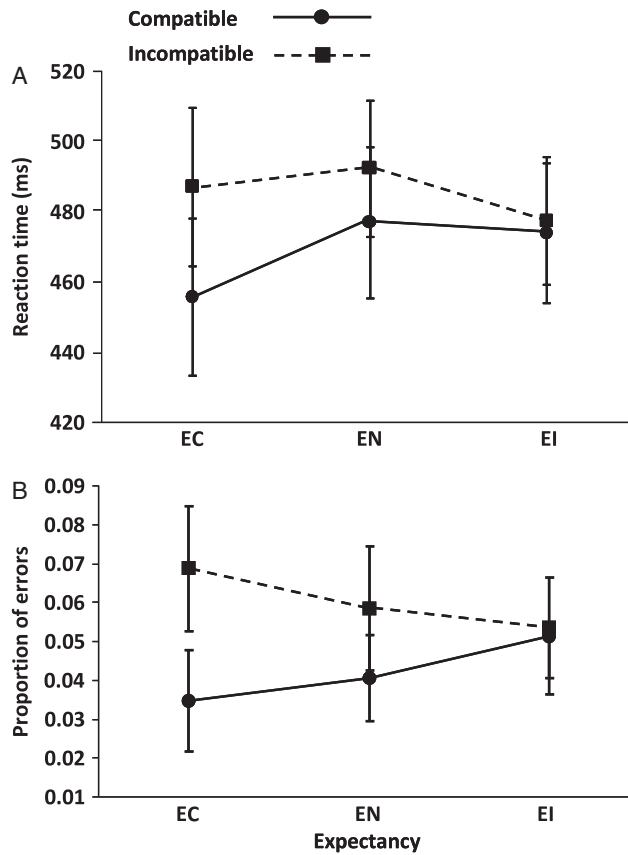 Compatible
Incompatible
A
520
500
480
460
440
420
Reaction time (ms)
EC EN EI
B
0.09
0.08
0.07
0.06
0.05
0.04
0.03
0.02
0.01
Proportion of errors
EC EN EI
Expectancy